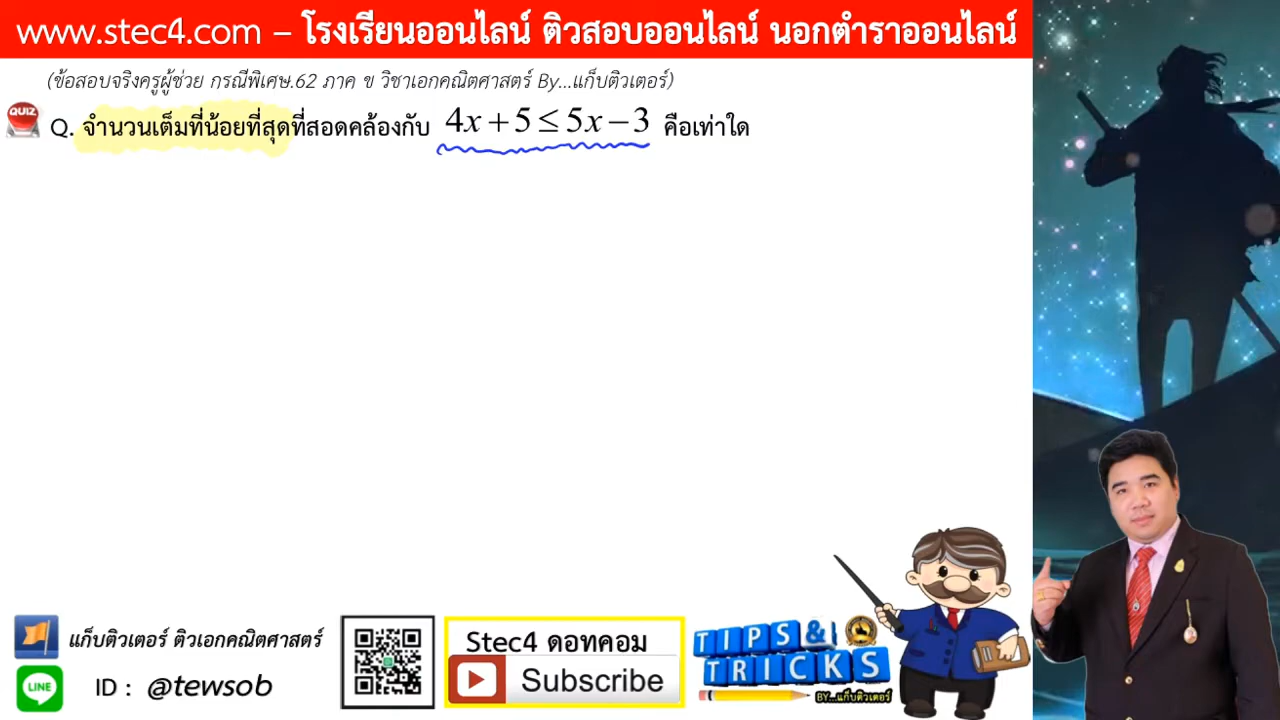 www.stec4.com – โรงเรียนออนไลน์ ติวสอบออนไลน์ นอกตำราออนไลน์
(ข้อสอบจริงครูผู้ช่วย กรณีพิเศษ.62 ภาค ข วิชาเอกคณิตศาสตร์ By...แก็บติวเตอร์)
QUIZ
Q. จำนวนเต็มที่น้อยที่สุดที่สอดคล้องกับ 4x+5≤5x−3 คือเท่าใด
แก็บติวเตอร์ ติวเอกคณิตศาสตร์
LINE
ID : @tewsob
Stec4 ดอทคอม
Subscribe
TIPS &
TRICKS
BY...แก็บติวเตอร์